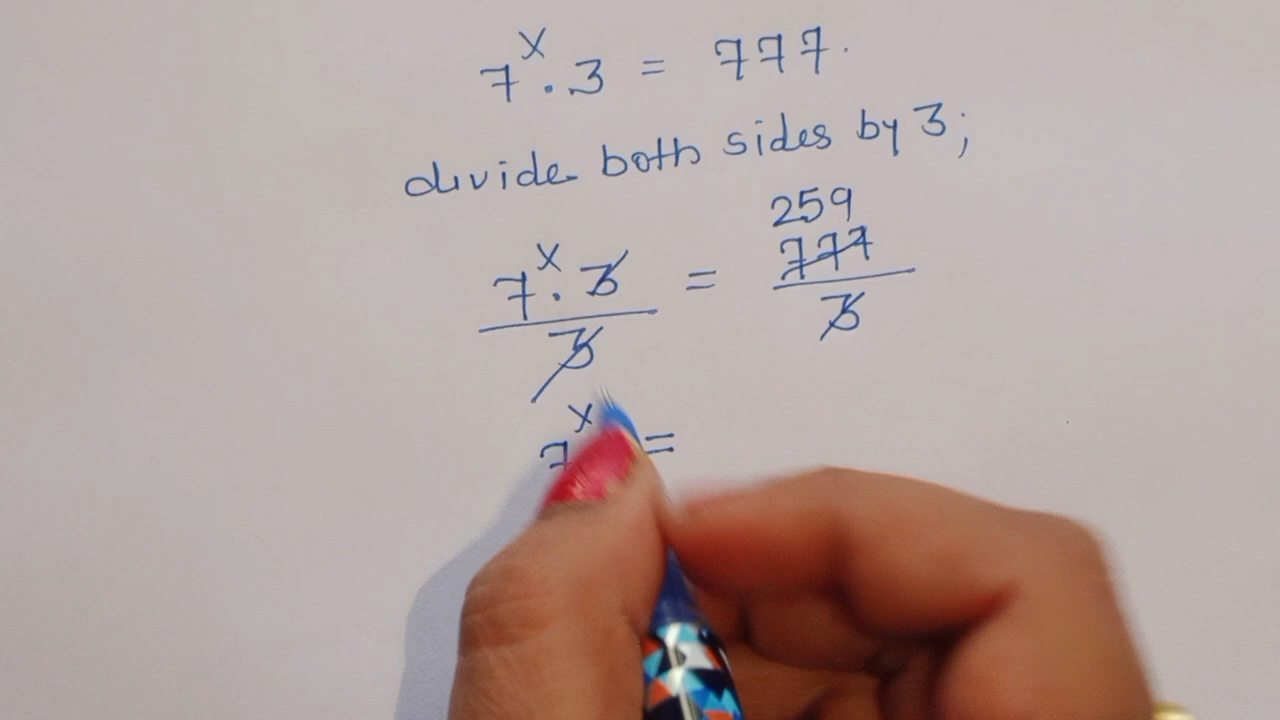 7^x . 3 = 777.
divide both sides by 3;
259
7^x . 3 = 777
3 3
7^x =